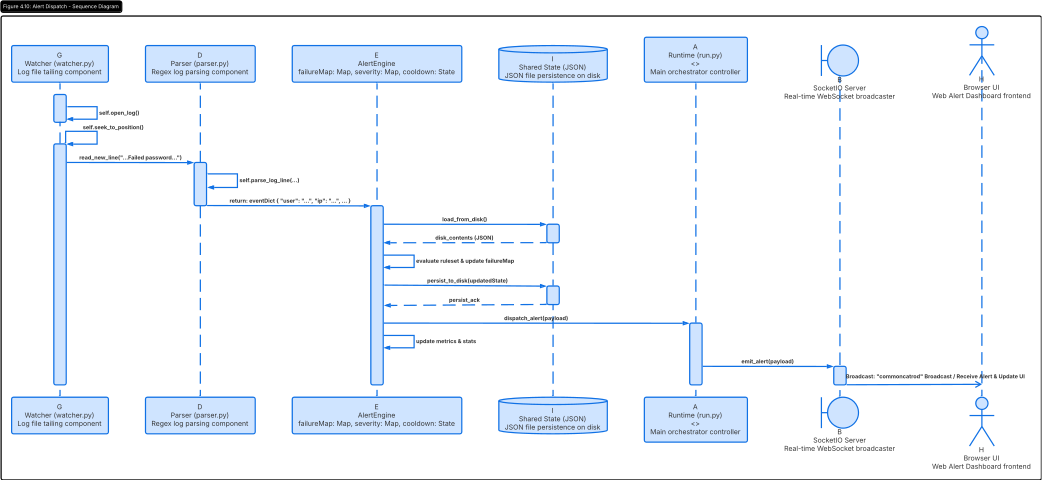 Figure 4.10: Alert Dispatch - Sequence Diagram
G
Watcher (watcher.py)
Log file tailing component
D
Parser (parser.py)
Regex log parsing component
E
AlertEngine
failureMap: Map, severity: Map, cooldown: State
I
Shared State (JSON)
JSON file persistence on disk
A
Runtime (run.py)
<>
Main orchestrator controller
B
SocketIO Server
Real-time WebSocket broadcaster
H
Browser UI
Web Alert Dashboard frontend
self.open_log()
self.seek_to_position()
read_new_line("...Failed password...")
self.parse_log_line(...)
return: eventDict { "user": "...", "ip": "...", ... }
load_from_disk()
disk_contents (JSON)
evaluate ruleset & update failureMap
persist_to_disk(updatedState)
persist_ack
dispatch_alert(payload)
update metrics & stats
emit_alert(payload)
Broadcast: "commoncatrod" Broadcast / Receive Alert & Update UI
G
Watcher (watcher.py)
Log file tailing component
D
Parser (parser.py)
Regex log parsing component
E
AlertEngine
failureMap: Map, severity: Map, cooldown: State
I
Shared State (JSON)
JSON file persistence on disk
A
Runtime (run.py)
<>
Main orchestrator controller
B
SocketIO Server
Real-time WebSocket broadcaster
H
Browser UI
Web Alert Dashboard frontend